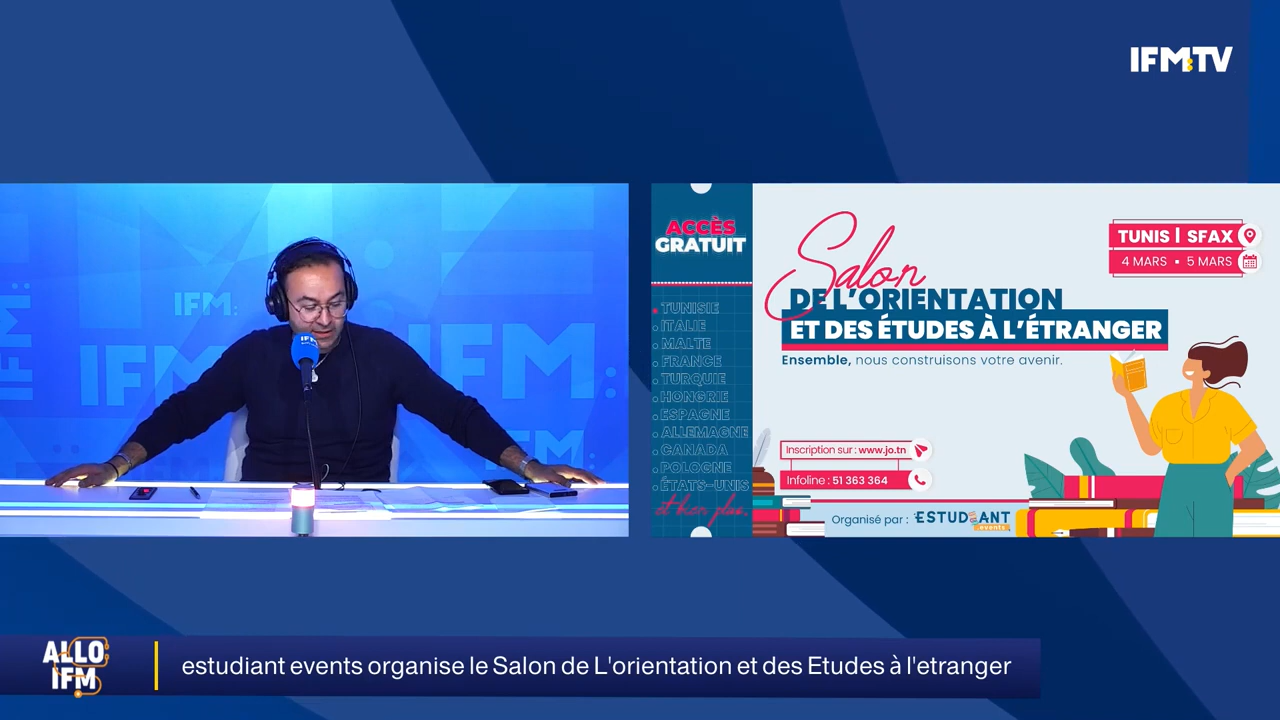 IFM:TV
IFM:
IFM:
IFM:
IFM:
IFM
ACCÈS
GRATUIT
TUNISIE
ITALIE
MALTE
FRANCE
TURQUIE
HONGRIE
ESPAGNE
ALLEMAGNE
CANADA
POLOGNE
ÉTATS-UNIS
et bien plus.
Salon
DE L'ORIENTATION
ET DES ÉTUDES À L'ÉTRANGER
Ensemble, nous construisons votre avenir.
TUNIS | SFAX
4 MARS • 5 MARS
Inscription sur : www.jo.tn
Infoline : 51 363 364
Organisé par : ESTUDIANT
events
ALLO
IFM
estudiant events organise le Salon de L'orientation et des Etudes à l'etranger